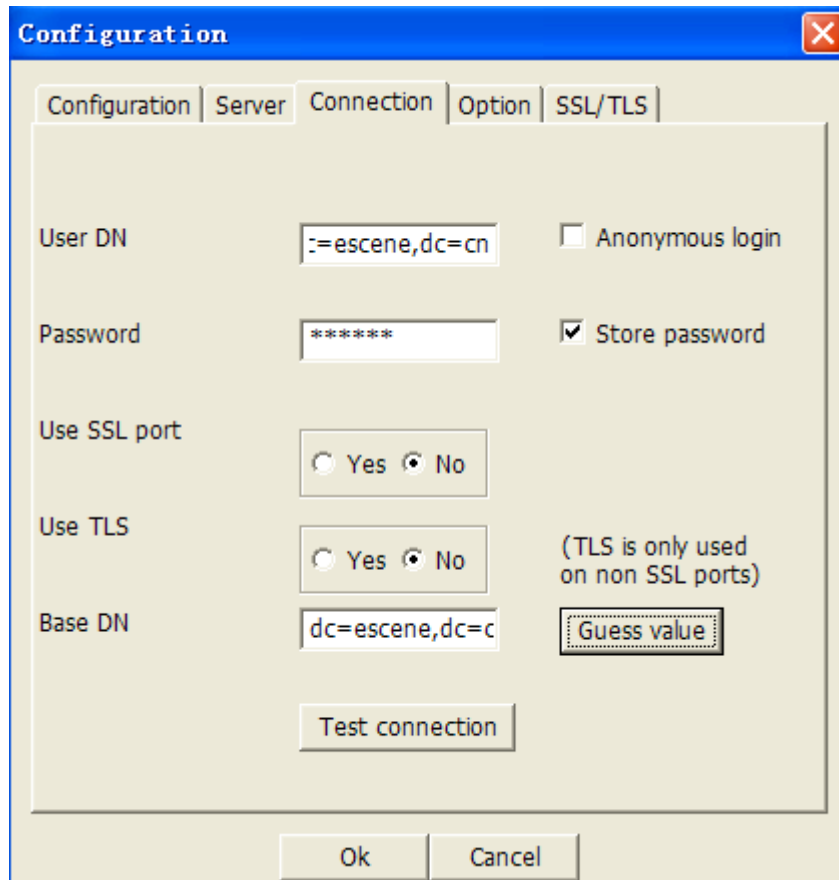 Configuration
Configuration Server Connection Option SSL/TLS
User DN :=escene,dc=cn Anonymous login
Password ****** Store password
Use SSL port
Yes No
Use TLS
Yes No (TLS is only used
on non SSL ports)
Base DN dc=escene,dc=c Guess value
Test connection
Ok Cancel